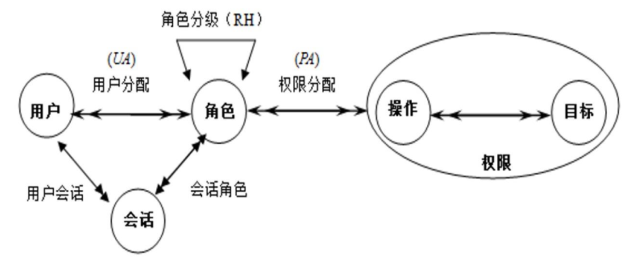 角色分级（RH）
(UA)
用户分配
(PA)
权限分配
用户
角色
操作
目标
权限
用户会话
会话角色
会话